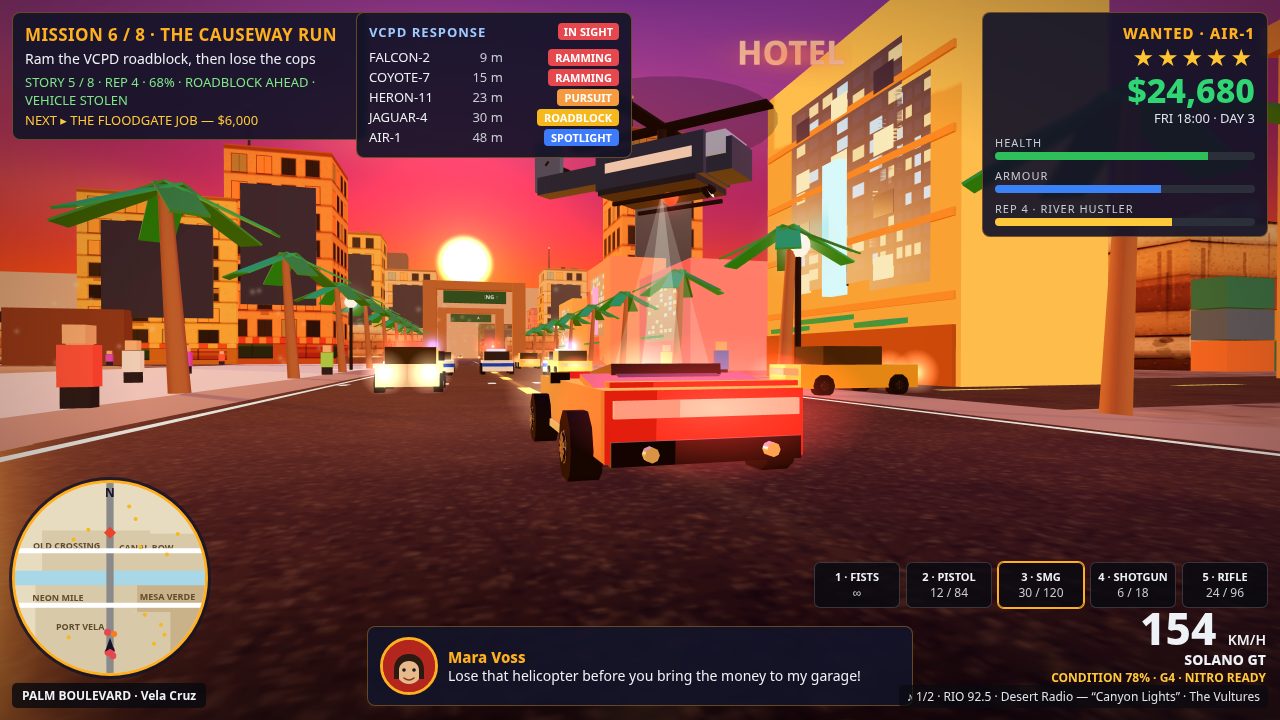 MISSION 6 / 8 · THE CAUSEWAY RUN
Ram the VCPD roadblock, then lose the cops
STORY 5 / 8 · REP 4 · 68% · ROADBLOCK AHEAD ·
VEHICLE STOLEN
NEXT ▸ THE FLOODGATE JOB — $6,000
VCPD RESPONSE IN SIGHT
FALCON-2 9 m RAMMING
COYOTE-7 15 m RAMMING
HERON-11 23 m PURSUIT
JAGUAR-4 30 m ROADBLOCK
AIR-1 48 m SPOTLIGHT
HOTEL
WANTED · AIR-1
★★★★★
$24,680
FRI 18:00 · DAY 3
HEALTH
ARMOUR
REP 4 · RIVER HUSTLER
N
OLD CROSSING
CANAL ROW
NEON MILE
MESA VERDE
PORT VELA
PALM BOULEVARD · Vela Cruz
Mara Voss
Lose that helicopter before you bring the money to my garage!
1 · FISTS
∞
2 · PISTOL
12 / 84
3 · SMG
30 / 120
4 · SHOTGUN
6 / 18
5 · RIFLE
24 / 96
154 KM/H
SOLANO GT
CONDITION 78% · G4 · NITRO READY
♪ 1/2 · RIO 92.5 · Desert Radio — “Canyon Lights” · The Vultures